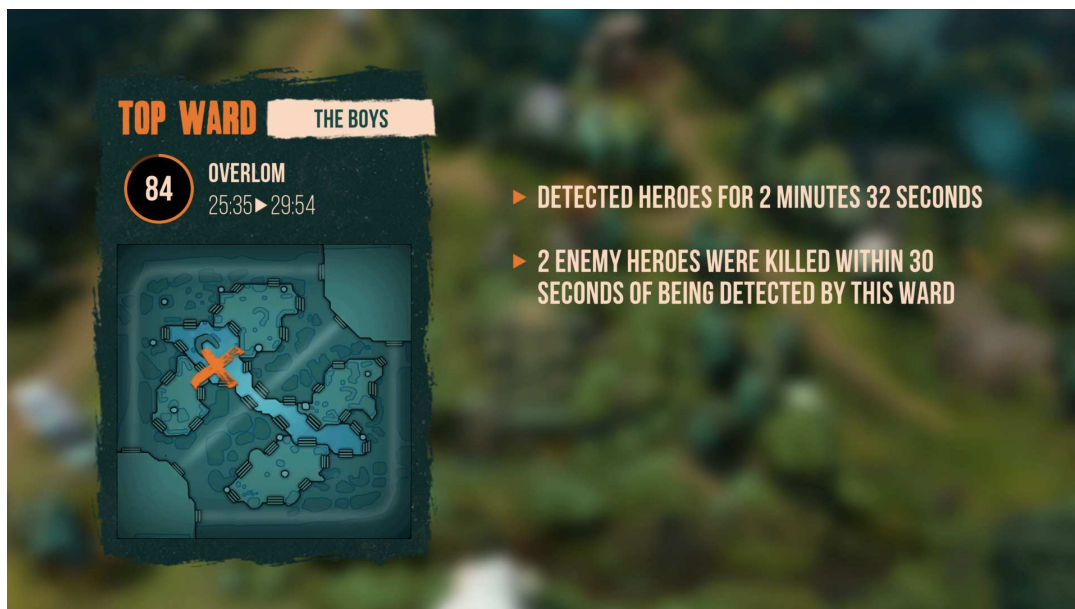 TOP WARD
THE BOYS
84
OVERLOM
25:35▶29:54
DETECTED HEROES FOR 2 MINUTES 32 SECONDS
2 ENEMY HEROES WERE KILLED WITHIN 30
SECONDS OF BEING DETECTED BY THIS WARD